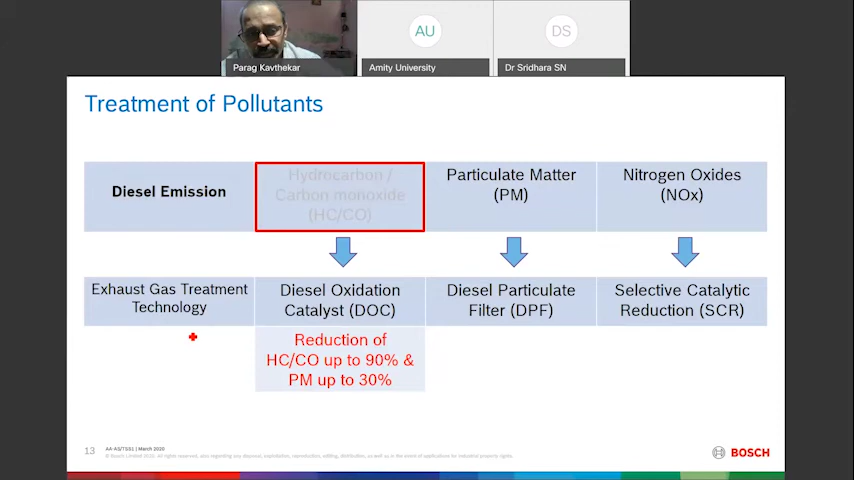 AU
DS
Parag Kavthekar
Amity University
Dr Sridhara SN
Treatment of Pollutants
Diesel Emission
Hydrocarbon /
Carbon monoxide
(HC/CO)
Particulate Matter
(PM)
Nitrogen Oxides
(NOx)
Exhaust Gas Treatment
Technology
Diesel Oxidation
Catalyst (DOC)
Diesel Particulate
Filter (DPF)
Selective Catalytic
Reduction (SCR)
Reduction of
HC/CO up to 90% &
PM up to 30%
13
AA-AS/TSS1 | March 2020
© Bosch Limited 2020. All rights reserved, also regarding any disposal, exploitation, reproduction, editing, distribution, as well as in the event of applications for industrial property rights.
BOSCH